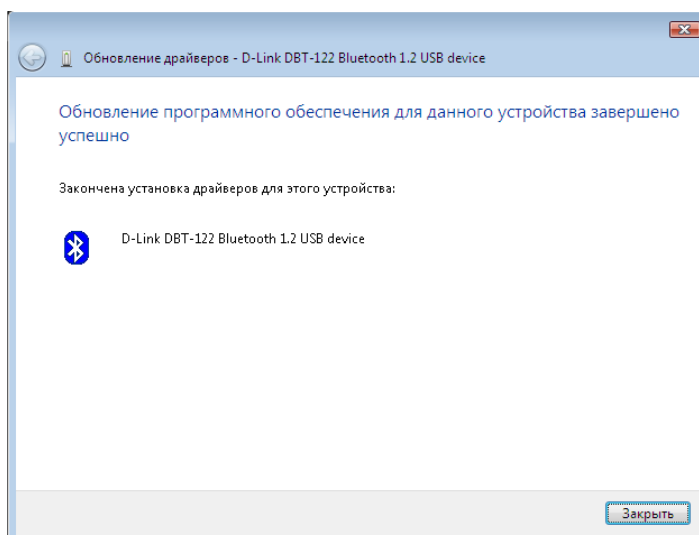 Обновление драйверов - D-Link DBT-122 Bluetooth 1.2 USB device
Обновление программного обеспечения для данного устройства завершено
успешно
Закончена установка драйверов для этого устройства:
D-Link DBT-122 Bluetooth 1.2 USB device
Закрыть